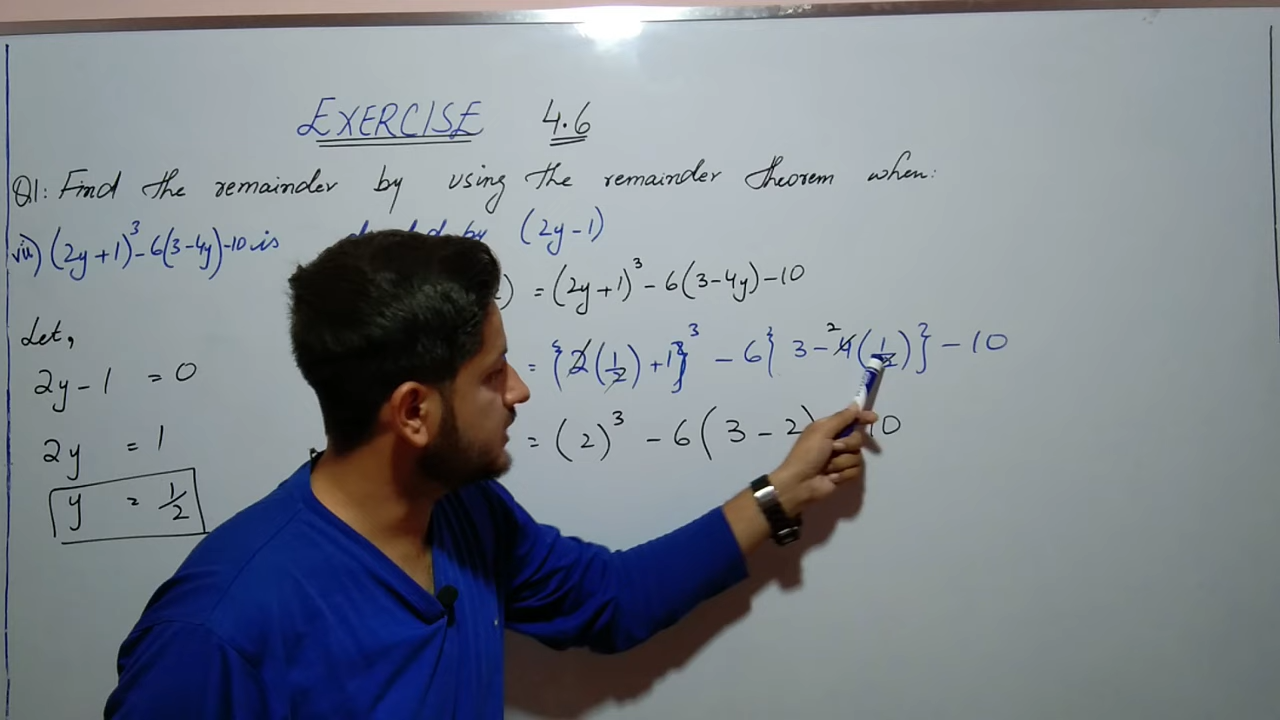 EXERCISE 4.6
Q1: Find the remainder by using the remainder theorem when:
vii) (2y+1)³-6(3-4y)-10 is by (2y-1)
) = (2y+1)³ - 6(3-4y)-10
Let,
2y-1 = 0
= {2(1/2)+1}³ - 6{3-4(1/2)} - 10
2y = 1
= (2)³ - 6(3-2) 10
y = 1/2